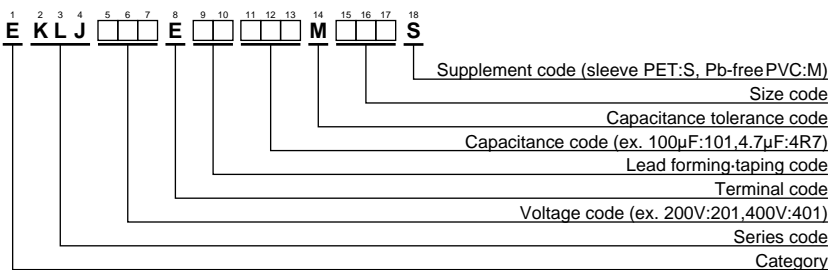 1 2 3 4 5 6 7 8 9 10 11 12 13 14 15 16 17 18
E K L J E M S
Supplement code (sleeve PET:S, Pb-free PVC:M)
Size code
Capacitance tolerance code
Capacitance code (ex. 100μF:101,4.7μF:4R7)
Lead forming·taping code
Terminal code
Voltage code (ex. 200V:201,400V:401)
Series code
Category